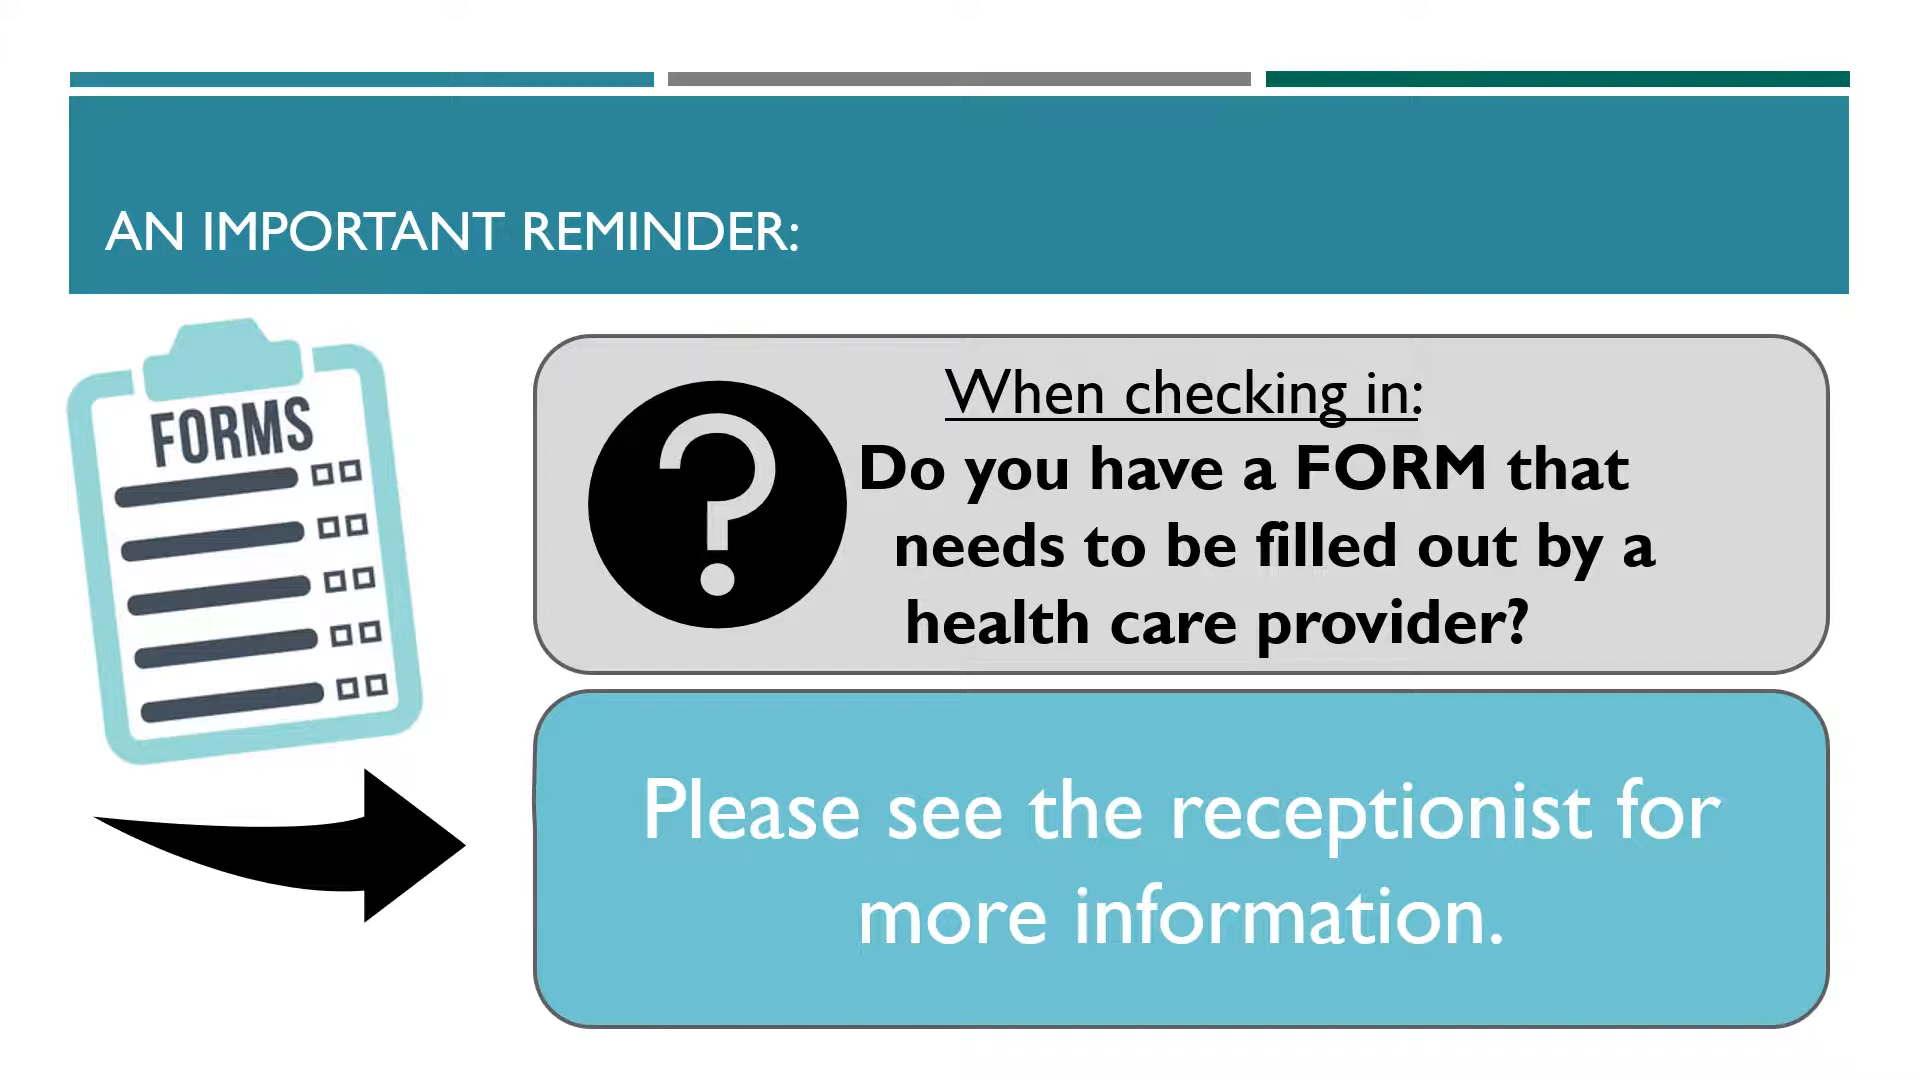 AN IMPORTANT REMINDER:
FORMS
When checking in:
Do you have a FORM that
needs to be filled out by a
health care provider?
Please see the receptionist for
more information.